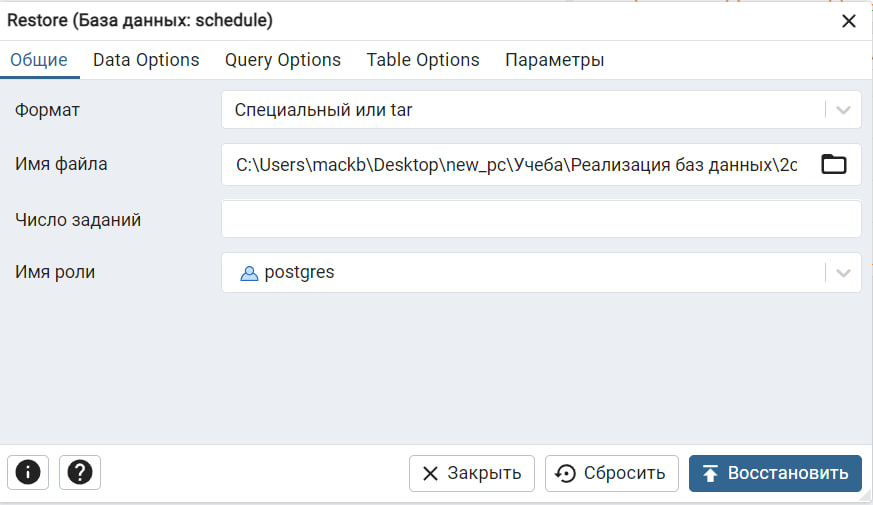 Restore (База данных: schedule)
Общие Data Options Query Options Table Options Параметры
Формат Специальный или tar
Имя файла C:\Users\mackb\Desktop\new_pc\Учеба\Реализация баз данных\2с
Число заданий
Имя роли postgres
Закрыть Сбросить Восстановить